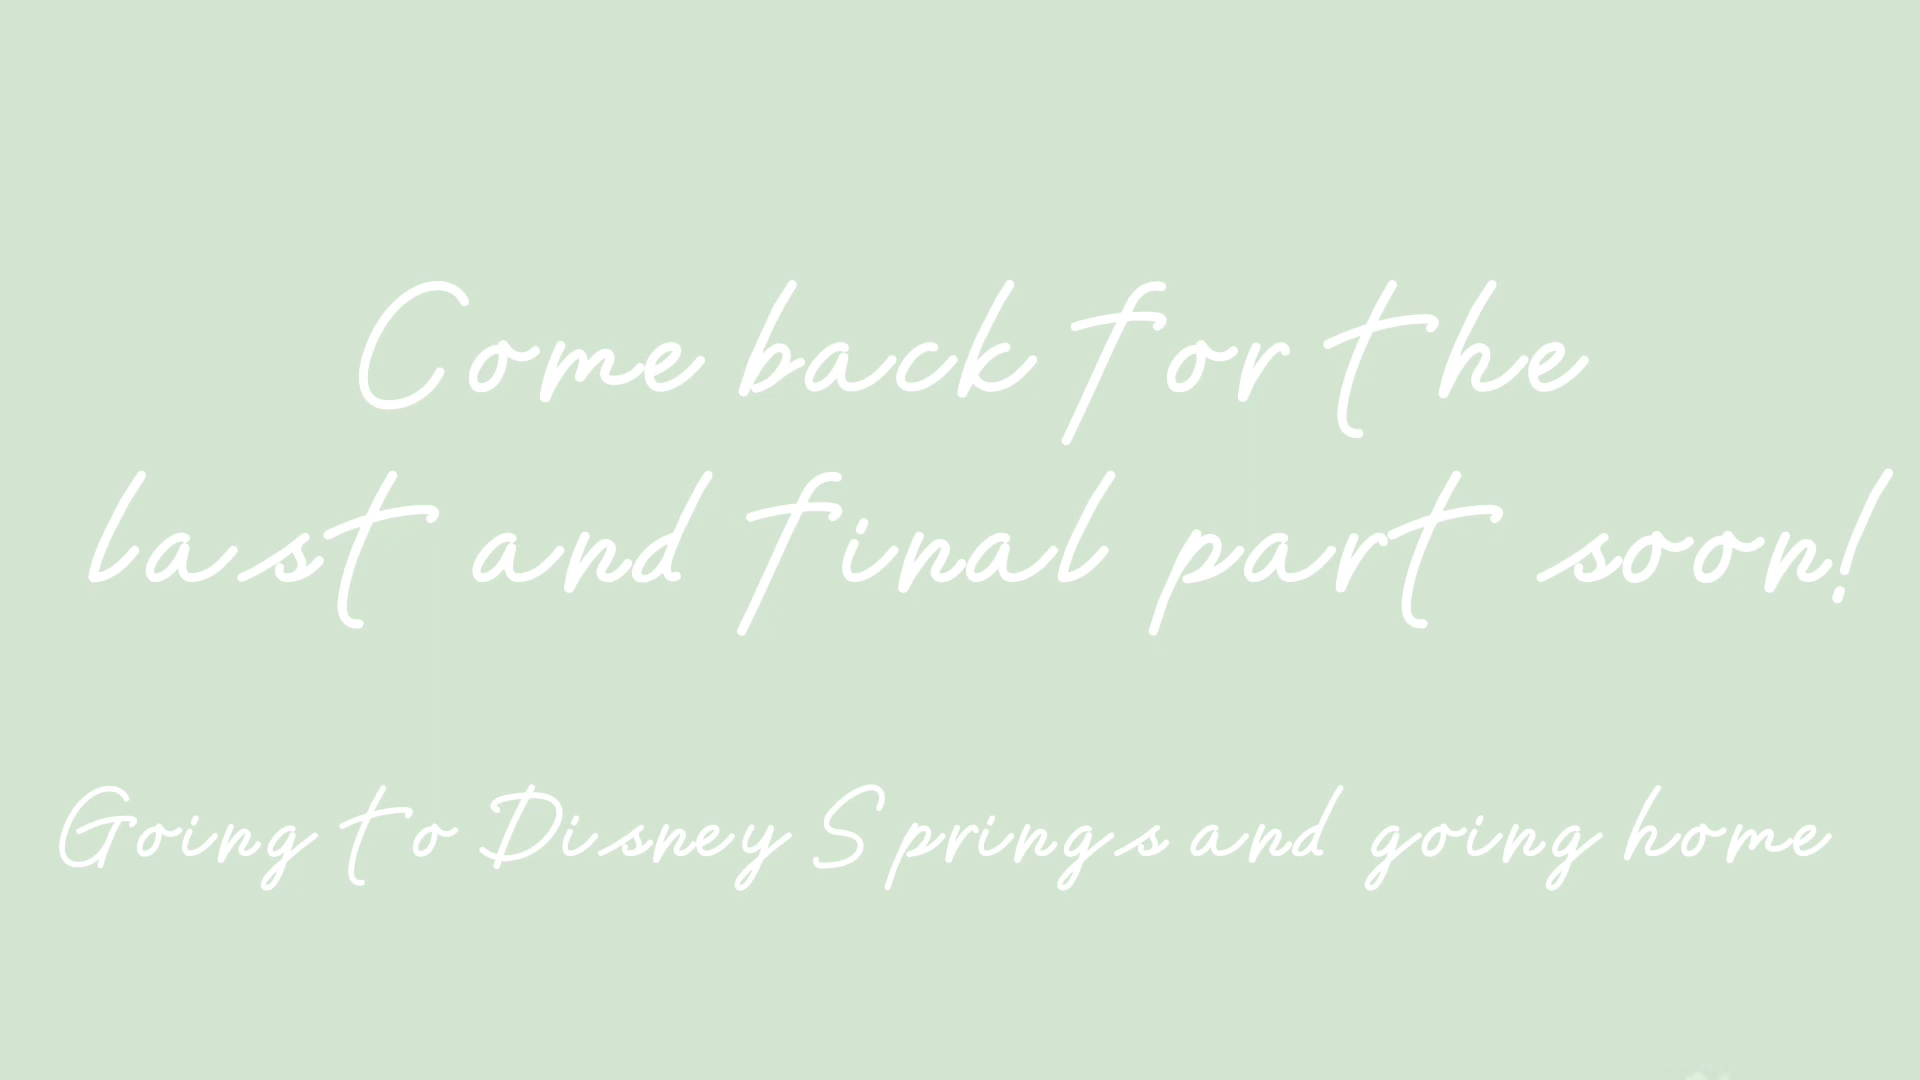 Come back for the
last and final part soon!
Going to Disney Springs and going home